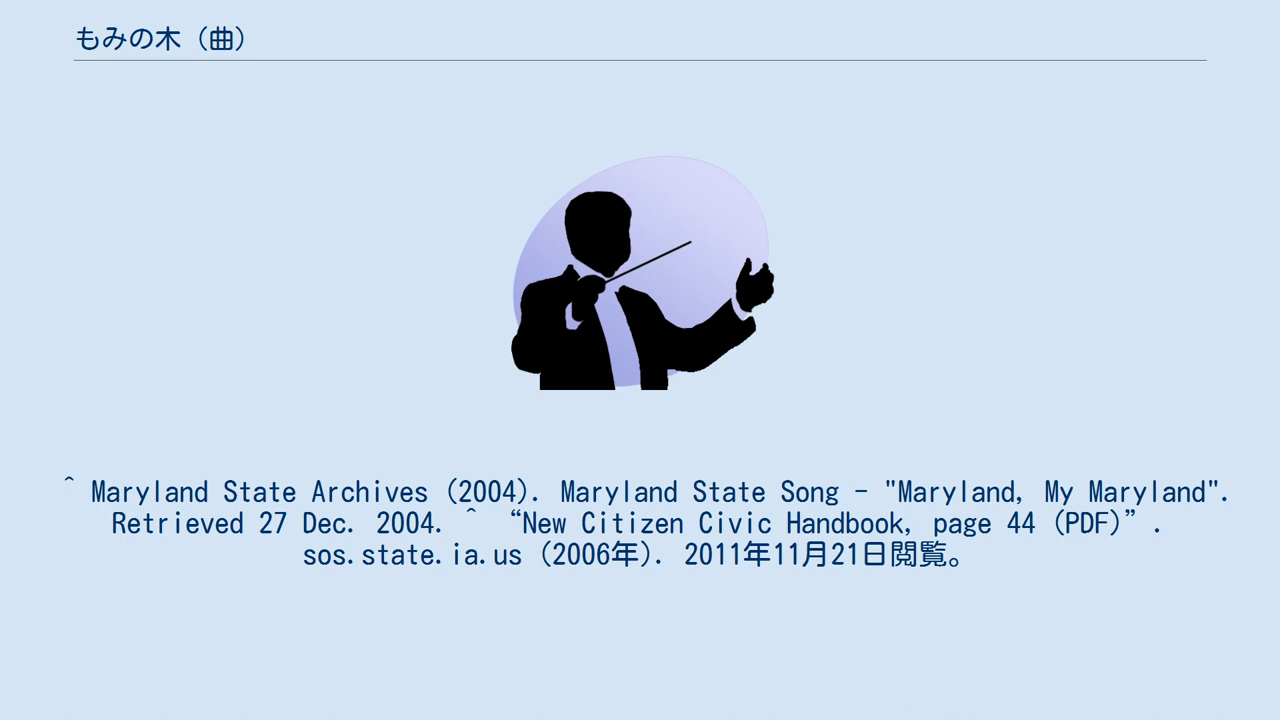 もみの木（曲）
^ Maryland State Archives (2004). Maryland State Song - "Maryland, My Maryland".
Retrieved 27 Dec. 2004. ^ “New Citizen Civic Handbook, page 44 (PDF)”.
sos.state.ia.us (2006年). 2011年11月21日閲覧。